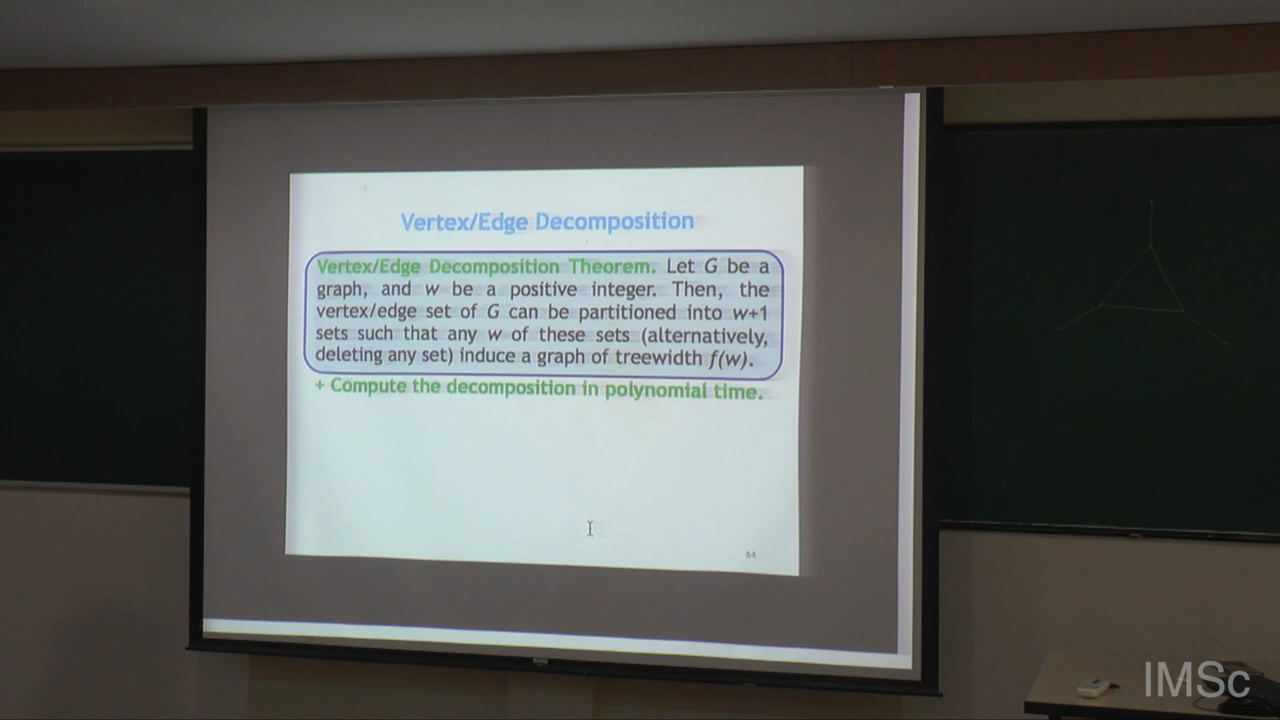 Vertex/Edge Decomposition
Vertex/Edge Decomposition Theorem. Let G be a
graph, and w be a positive integer. Then, the
vertex/edge set of G can be partitioned into w+1
sets such that any w of these sets (alternatively,
deleting any set) induce a graph of treewidth f(w).
+ Compute the decomposition in polynomial time.
64
IMSc